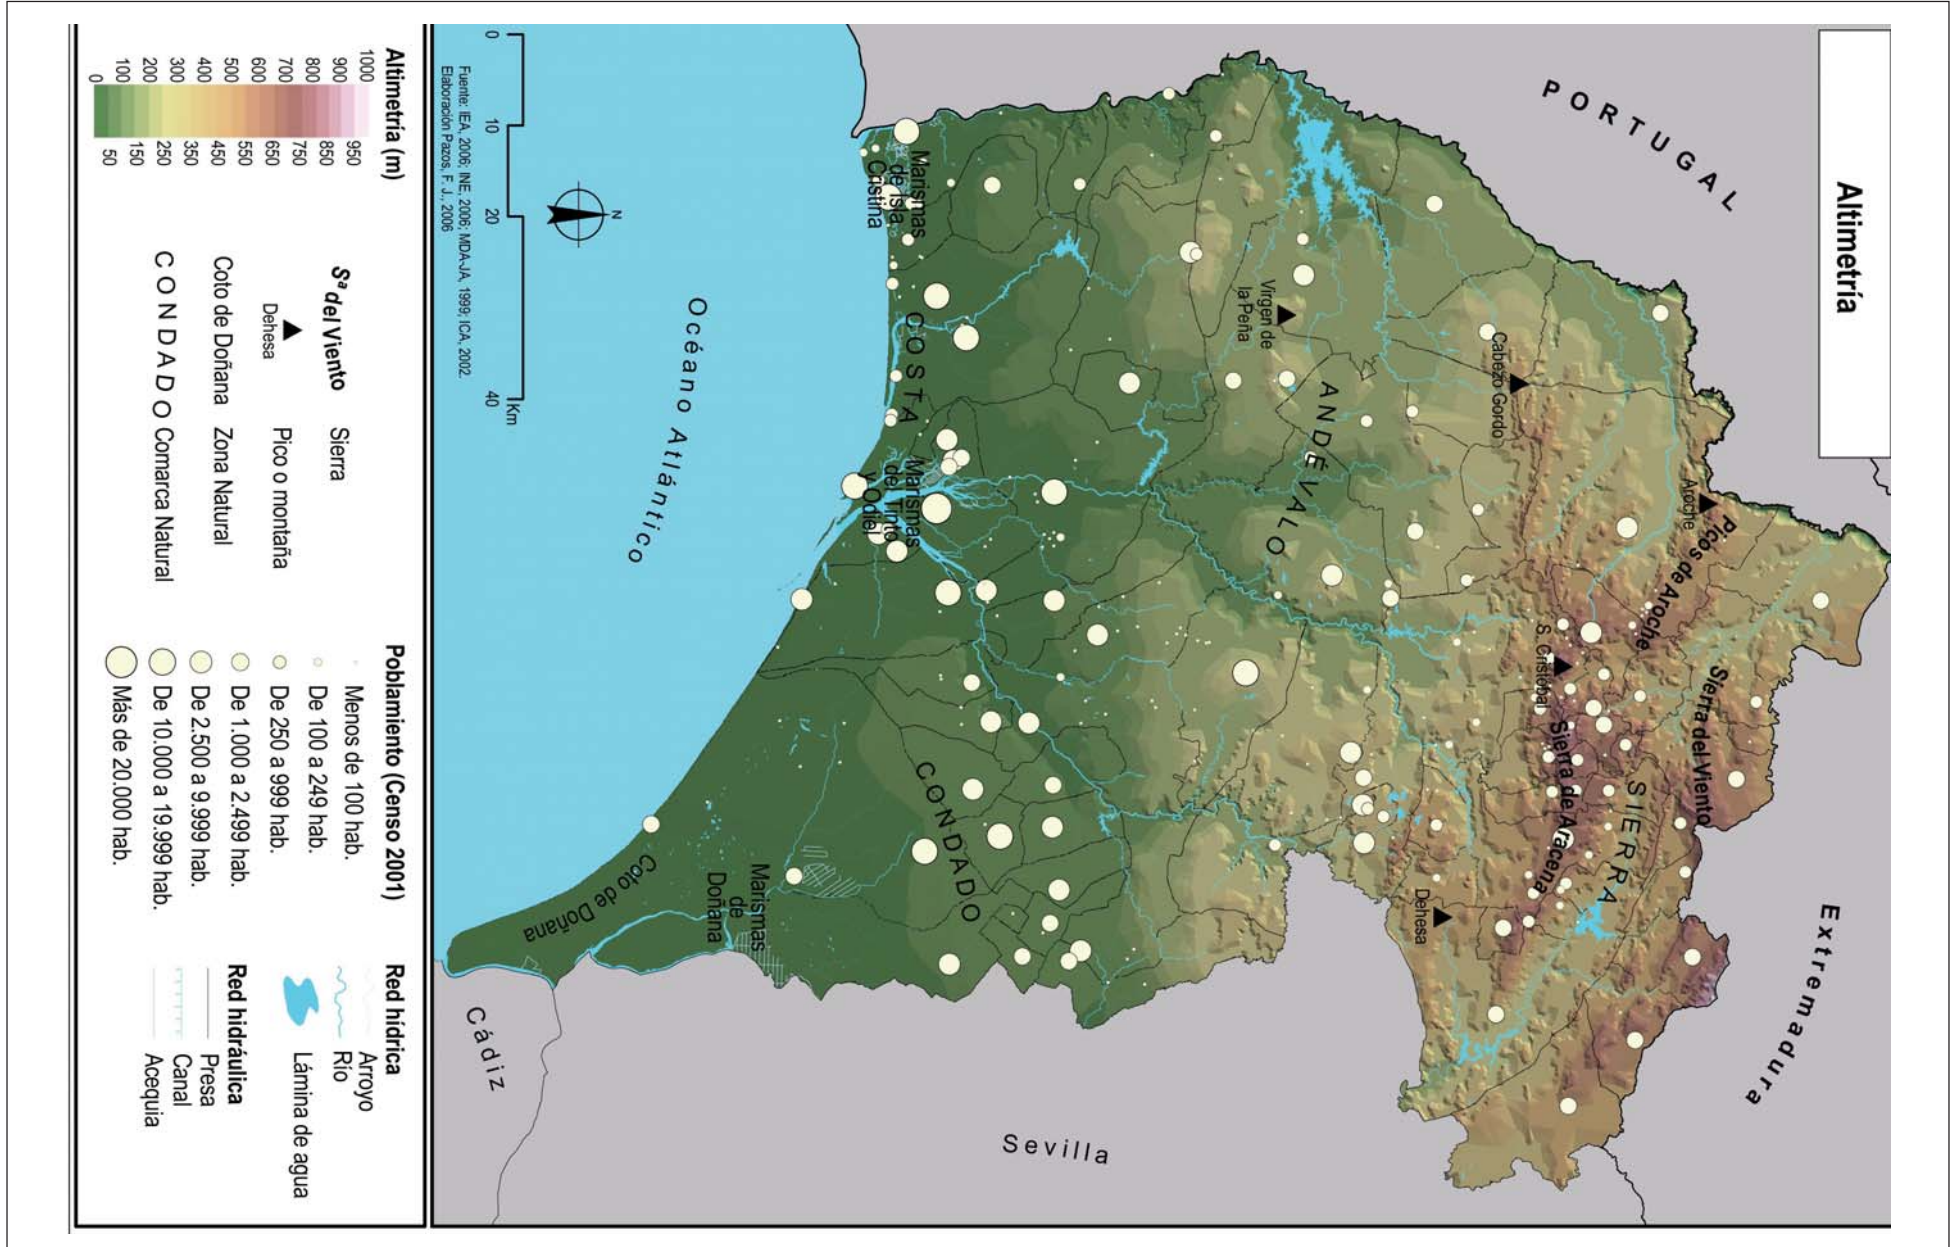 Altimetría
PORTUGAL
Extremadura
Sevilla
Cádiz
Océano Atlántico
Picos de Aroche
Aroche
Sierra del Viento
SIERRA
Sierra de Aracena
S. Cristóbal
Cabezo Gordo
Dehesa
ANDÉVALO
Virgen de
la Peña
COSTA
Marismas
de Isla
Cristina
Marismas
del Tinto
y Odiel
CONDADO
Marismas
de
Doñana
Coto de Doñana
N
0 10 20 40
Km
Fuente: IEA, 2006; INE, 2006; MDA-JA, 1999; ICA, 2002.
Elaboración Pazos, F. J., 2006
Altimetría (m)
0 100 200 300 400 500 600 700 800 900 1000
50 150 250 350 450 550 650 750 850 950
Sª del Viento Sierra
Dehesa Pico o montaña
Coto de Doñana Zona Natural
CONDADO Comarca Natural
Poblamiento (Censo 2001)
Menos de 100 hab.
De 100 a 249 hab.
De 250 a 999 hab.
De 1.000 a 2.499 hab.
De 2.500 a 9.999 hab.
De 10.000 a 19.999 hab.
Más de 20.000 hab.
Red hídrica
Arroyo
Río
Lámina de agua
Red hidráulica
Presa
Canal
Acequia